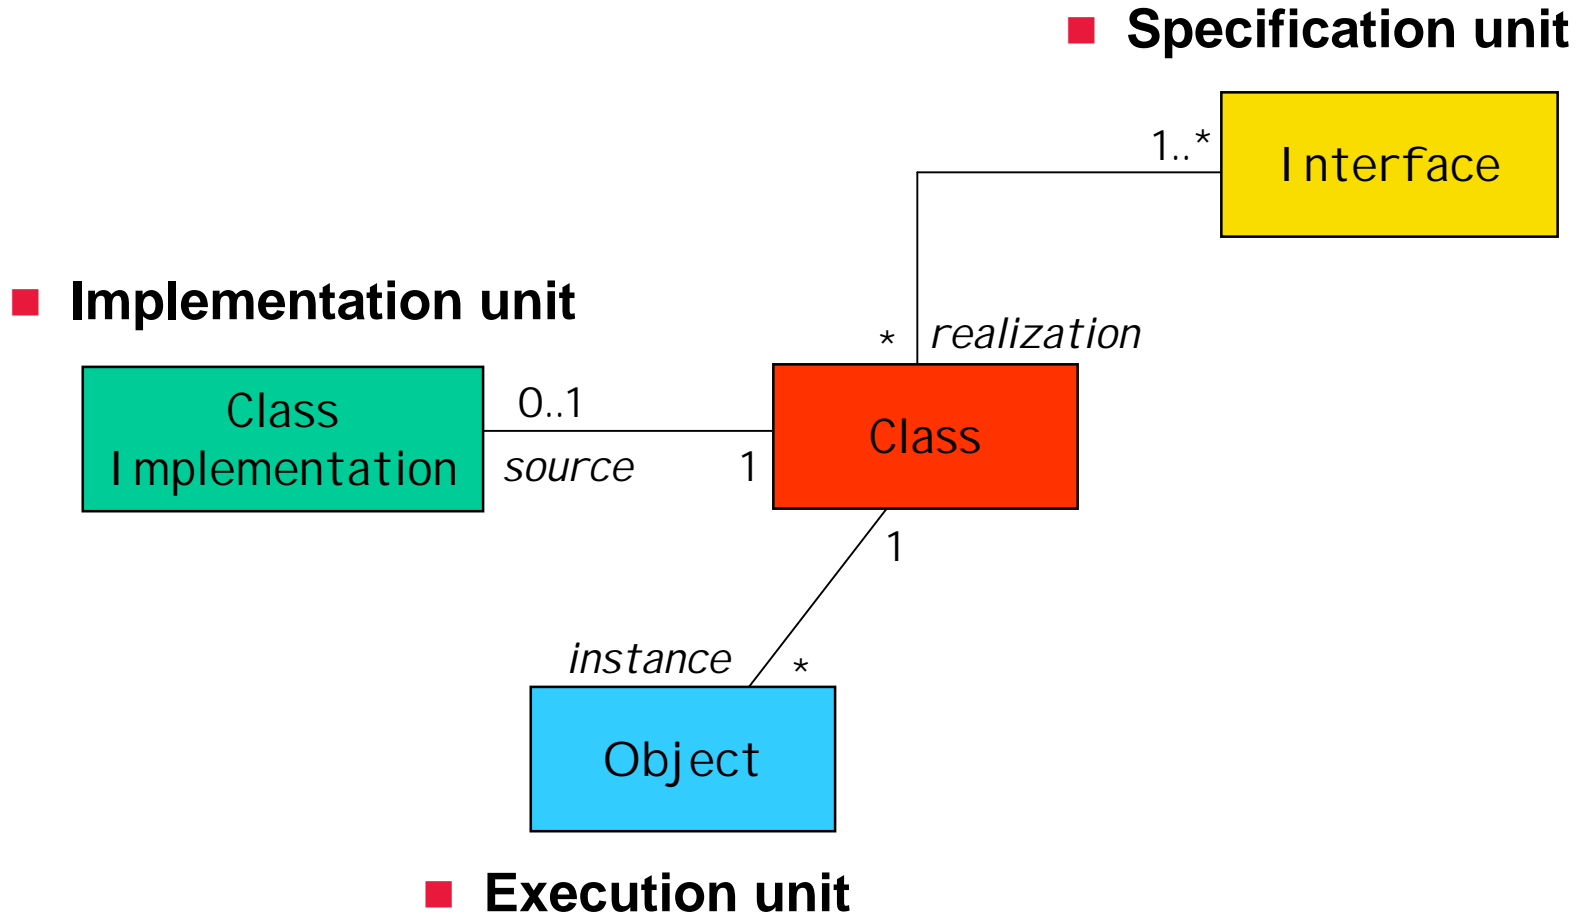 Specification unit
1..*
Interface
Implementation unit
* realization
Class
Implementation
0..1
source
1
Class
1
instance *
Object
Execution unit